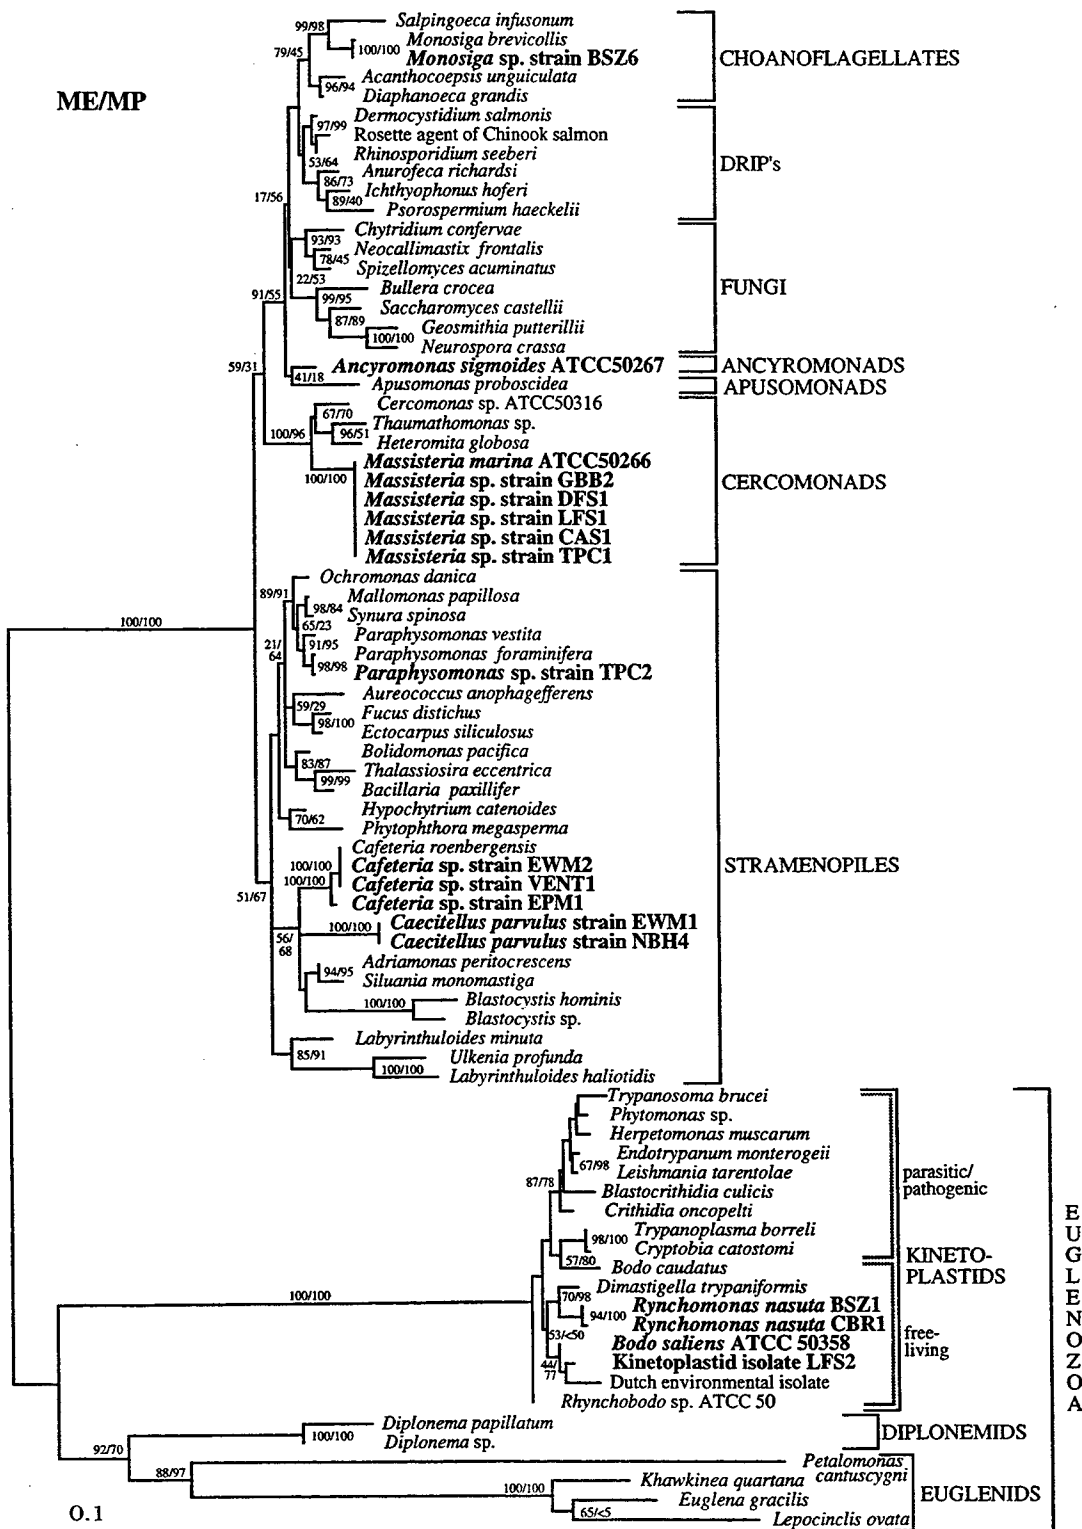 ME/MP
99/98
Salpingoeca infusonum
Monosiga brevicollis
100/100
Monosiga sp. strain BSZ6
79/45
Acanthocoepsis unguiculata
96/94
Diaphanoeca grandis
CHOANOFLAGELLATES
Dermocystidium salmonis
97/99
Rosette agent of Chinook salmon
Rhinosporidium seeberi
53/64
Anurofeca richardsi
86/73
Ichthyophonus hoferi
89/40
Psorospermium haeckelii
DRIP's
17/56
Chytridium confervae
93/93
Neocallimastix frontalis
78/45
Spizellomyces acuminatus
22/53
Bullera crocea
99/95
Saccharomyces castellii
87/89
Geosmithia putterillii
100/100
Neurospora crassa
FUNGI
91/55
Ancyromonas sigmoides ATCC50267
ANCYROMONADS
41/18
Apusomonas proboscidea
APUSOMONADS
59/31
Cercomonas sp. ATCC50316
67/70
Thaumathomonas sp.
96/51
Heteromita globosa
100/96
Massisteria marina ATCC50266
100/100
Massisteria sp. strain GBB2
Massisteria sp. strain DFS1
Massisteria sp. strain LFS1
Massisteria sp. strain CAS1
Massisteria sp. strain TPC1
CERCOMONADS
Ochromonas danica
89/91
Mallomonas papillosa
98/84
Synura spinosa
65/23
Paraphysomonas vestita
91/95
Paraphysomonas foraminifera
98/98
Paraphysomonas sp. strain TPC2
21/
64
Aureococcus anophagefferens
59/29
Fucus distichus
98/100
Ectocarpus siliculosus
Bolidomonas pacifica
83/87
Thalassiosira eccentrica
99/99
Bacillaria paxillifer
Hypochytrium catenoides
70/62
Phytophthora megasperma
Cafeteria roenbergensis
100/100
Cafeteria sp. strain EWM2
100/100
Cafeteria sp. strain VENT1
Cafeteria sp. strain EPM1
51/67
Caecitellus parvulus strain EWM1
100/100
Caecitellus parvulus strain NBH4
56/
68
Adriamonas peritocrescens
94/95
Siluania monomastiga
Blastocystis hominis
100/100
Blastocystis sp.
Labyrinthuloides minuta
85/91
Ulkenia profunda
100/100
Labyrinthuloides haliotidis
STRAMENOPILES
100/100
Trypanosoma brucei
Phytomonas sp.
Herpetomonas muscarum
Endotrypanum monterogeii
67/98
Leishmania tarentolae
87/78
Blastocrithidia culicis
Crithidia oncopelti
parasitic/
pathogenic
Trypanoplasma borreli
98/100
Cryptobia catostomi
57/80
Bodo caudatus
KINETO-
PLASTIDS
100/100
Dimastigella trypaniformis
70/98
Rynchomonas nasuta BSZ1
94/100
Rynchomonas nasuta CBR1
53/<50
Bodo saliens ATCC 50358
44/
77
Kinetoplastid isolate LFS2
Dutch environmental isolate
Rhynchobodo sp. ATCC 50
free-
living
EUGLENOZOA
Diplonema papillatum
100/100
Diplonema sp.
DIPLONEMIDS
92/70
Petalomonas
cantuscygni
88/97
Khawkinea quartana
100/100
Euglena gracilis
65/<5
Lepocinclis ovata
EUGLENIDS
0.1